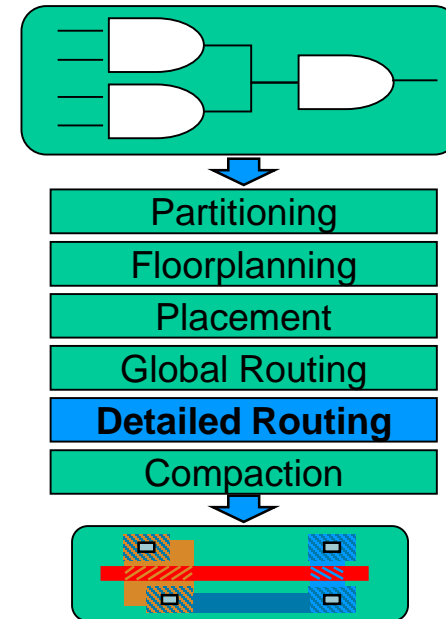 Partitioning
Floorplanning
Placement
Global Routing
Detailed Routing
Compaction